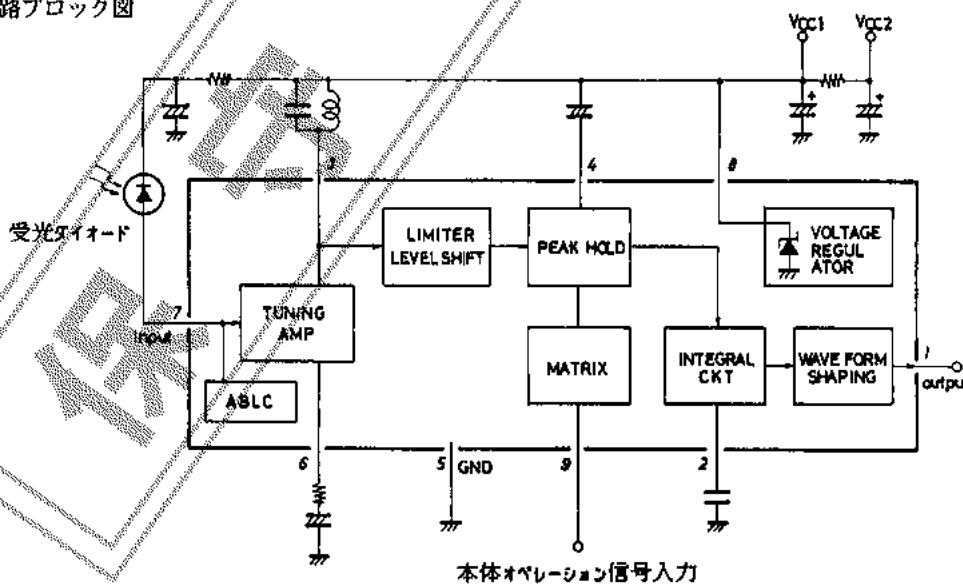 路ブロック図
VCC1
VCC2
3
4
8
受光ダイオード
LIMITER
LEVEL SHIFT
PEAK HOLD
VOLTAGE
REGUL
ATOR
7
input
TUNING
AMP
ABLC
MATRIX
INTEGRAL
CKT
WAVE FORM
SHAPING
1
output
6
5
GND
9
2
本体オペレーション信号入力